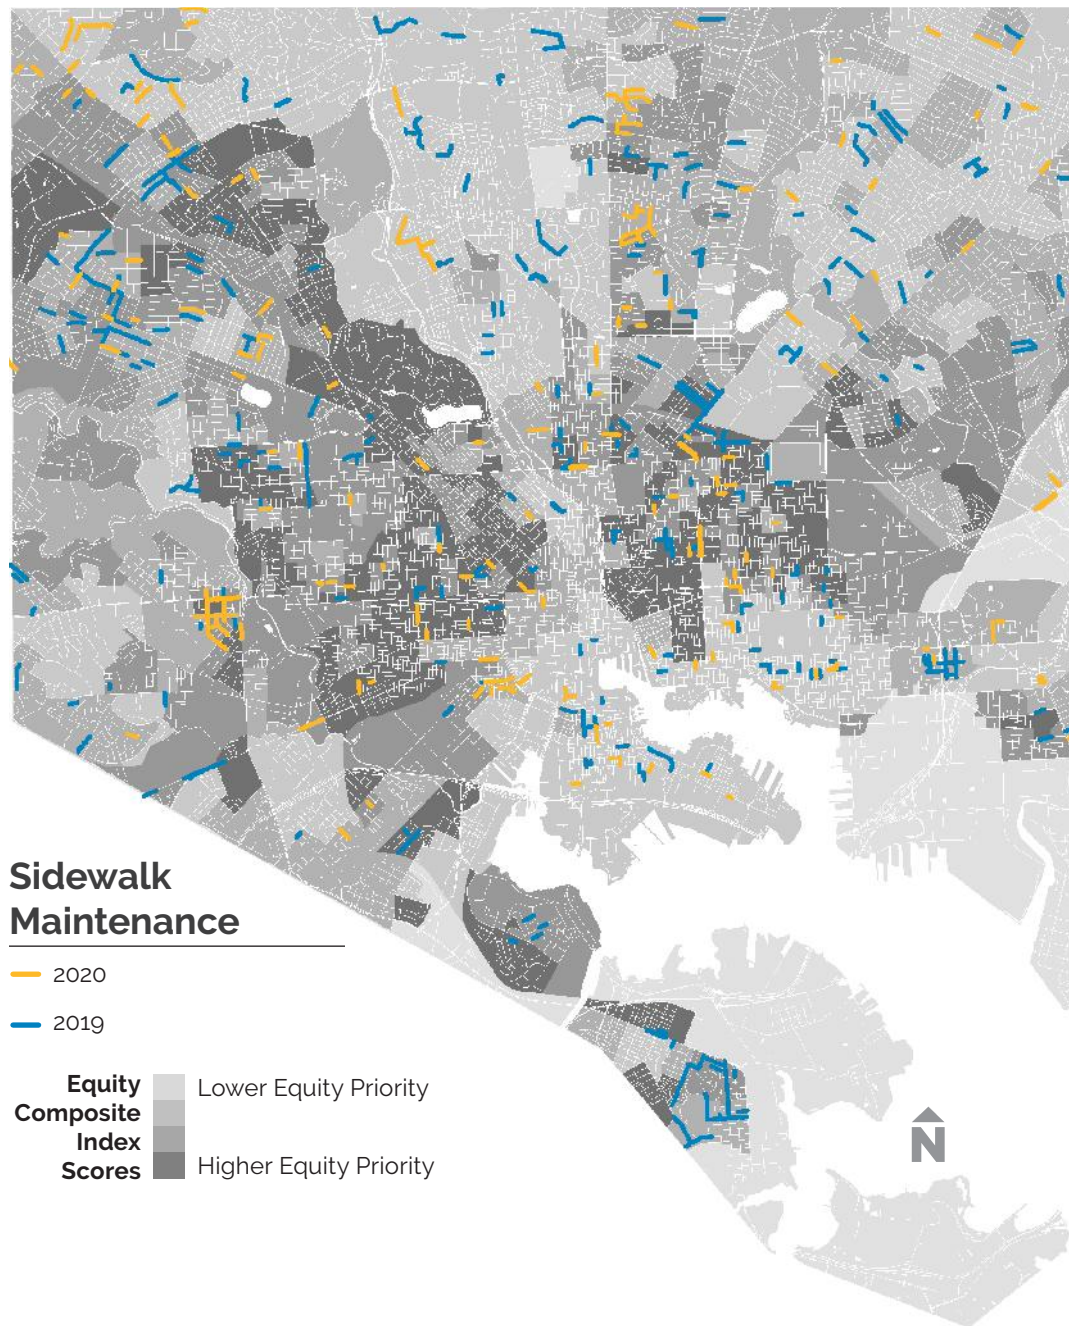 Sidewalk
Maintenance
2020
2019
Equity
Composite
Index
Scores
Lower Equity Priority
Higher Equity Priority
N